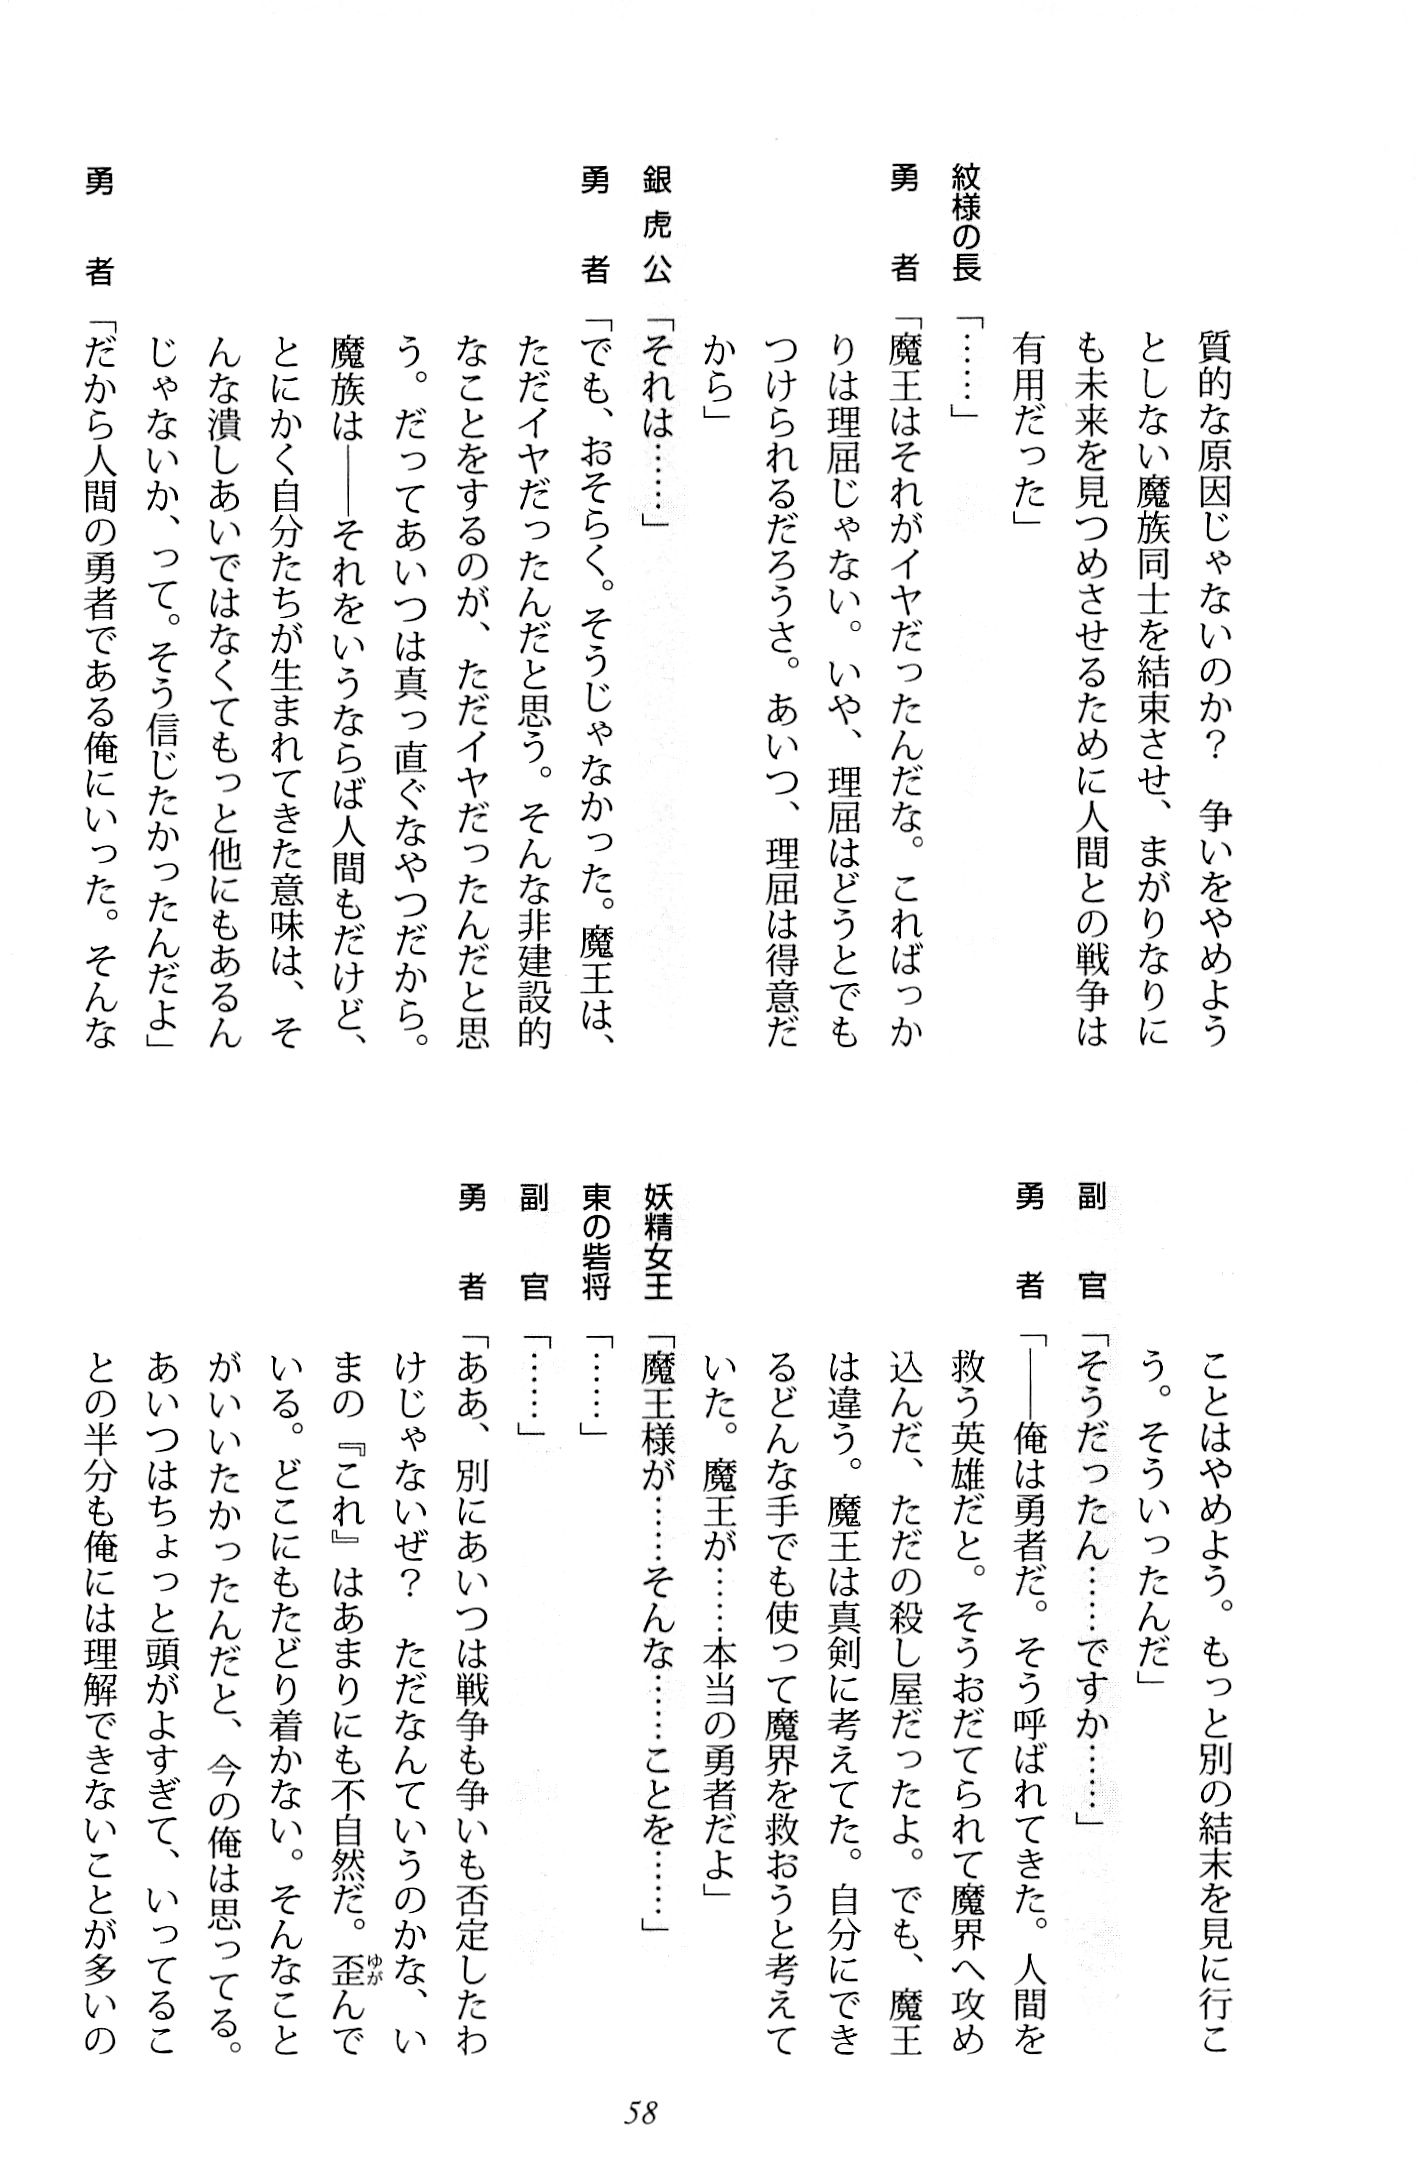 質的な原因じゃないのか？　争いをやめよう
としない魔族同士を結束させ、まがりなりに
も未来を見つめさせるために人間との戦争は
有用だった」
紋様の長「……」
勇者「魔王はそれがイヤだったんだな。こればっか
りは理屈じゃない。いや、理屈はどうとでも
つけられるだろうさ。あいつ、理屈は得意だ
から」
銀虎公「それは……」
勇者「でも、おそらく。そうじゃなかった。魔王は、
ただイヤだったんだと思う。そんな非建設的
なことをするのが、ただイヤだったんだと思
う。だってあいつは真っ直ぐなやつだから。
魔族は――それをいうならば人間もだけど、
とにかく自分たちが生まれてきた意味は、そ
んな潰しあいではなくてもっと他にもあるん
じゃないか、って。そう信じたかったんだよ」
勇者「だから人間の勇者である俺にいった。そんな
ことはやめよう。もっと別の結末を見に行こ
う。そういったんだ」
副官「そうだったん……ですか……」
勇者「――俺は勇者だ。そう呼ばれてきた。人間を
救う英雄だと。そうおだてられて魔界へ攻め
込んだ、ただの殺し屋だったよ。でも、魔王
は違う。魔王は真剣に考えてた。自分にでき
るどんな手でも使って魔界を救おうと考えて
いた。魔王が……本当の勇者だよ」
妖精女王「魔王様が……そんな……ことを……」
東の砦将「……」
副官「……」
勇者「ああ、別にあいつは戦争も争いも否定したわ
けじゃないぜ？　ただなんていうのかな、い
まの『これ』はあまりにも不自然だ。歪んで
いる。どこにもたどり着かない。そんなこと
がいいたかったんだと、今の俺は思ってる。
あいつはちょっと頭がよすぎて、いってるこ
との半分も俺には理解できないことが多いの
ゆが
58